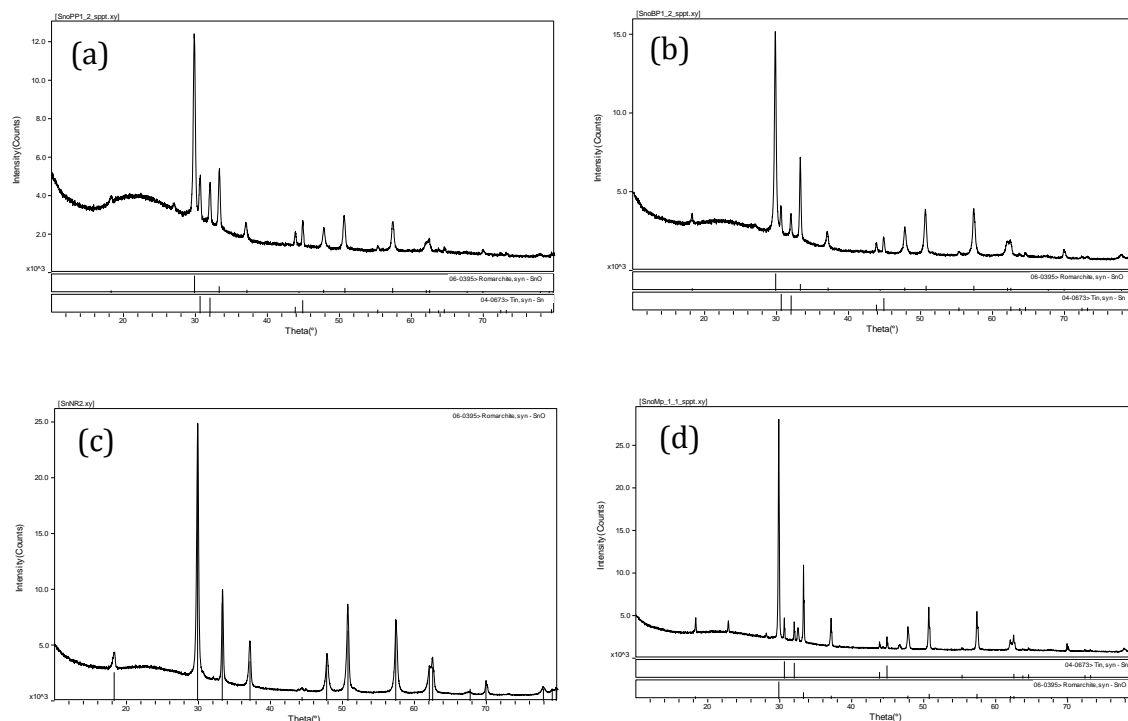 [SnoPP1_2_sppt.xy]
(a)
12.0
10.0
8.0
6.0
4.0
2.0
x10^3
Intensity(Counts)
06-0395> Romarchite, syn - SnO
04-0673> Tin, syn - Sn
20 30 40 50 60 70
Theta(°)
[SnoBP1_2_sppt.xy]
(b)
15.0
10.0
5.0
x10^3
Intensity(Counts)
06-0395> Romarchite, syn - SnO
04-0673> Tin, syn - Sn
20 30 40 50 60 70
Theta(°)
[SnNR2.xy]
06-0395> Romarchite, syn - SnO
(c)
25.0
20.0
15.0
10.0
5.0
x10^3
Intensity(Counts)
20 30 40 50 60 70
Theta(°)
[SnoMp_1_1_sppt.xy]
(d)
25.0
20.0
15.0
10.0
5.0
x10^3
Intensity(Counts)
04-0673> Tin, syn - Sn
06-0395> Romarchite, syn - SnO
20 30 40 50 60 70
Theta(°)